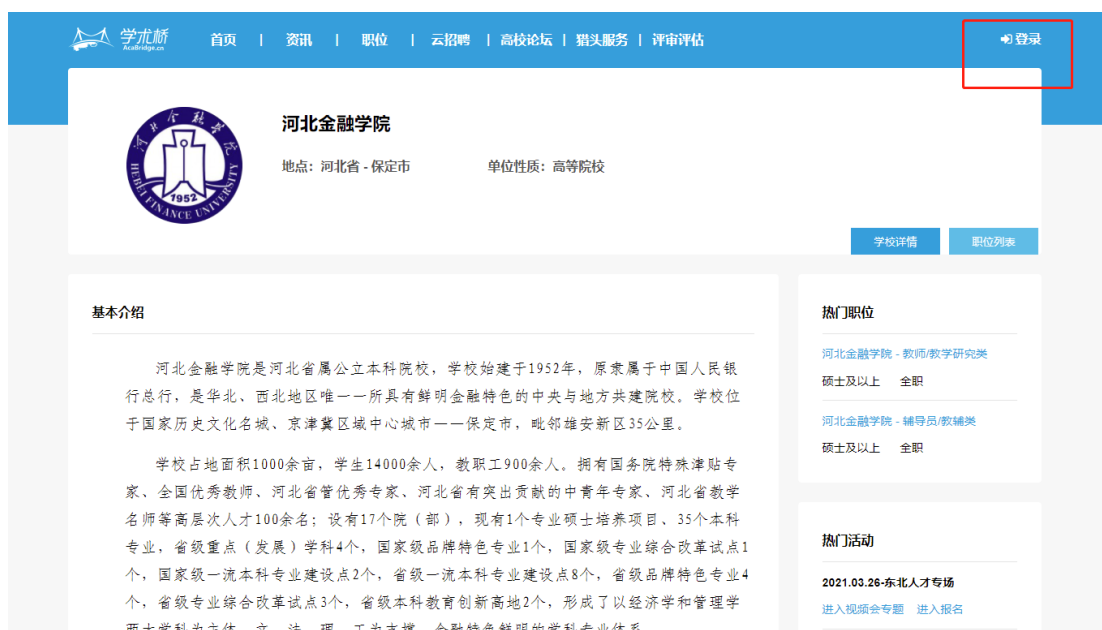 学术桥
AcaBridge.cn
首页 | 资讯 | 职位 | 云招聘 | 高校论坛 | 猎头服务 | 评审评估
登录
河北金融学院
HEBEI FINANCE UNIVERSITY
1952
河北金融学院
地点：河北省 - 保定市 单位性质：高等院校
学校详情 职位列表
基本介绍
河北金融学院是河北省属公立本科院校，学校始建于1952年，原隶属于中国人民银
行总行，是华北、西北地区唯一一所具有鲜明金融特色的中央与地方共建院校。学校位
于国家历史文化名城、京津冀区域中心城市——保定市，毗邻雄安新区35公里。
学校占地面积1000余亩，学生14000余人，教职工900余人。拥有国务院特殊津贴专
家、全国优秀教师、河北省管优秀专家、河北省有突出贡献的中青年专家、河北省教学
名师等高层次人才100余名；设有17个院（部），现有1个专业硕士培养项目、35个本科
专业，省级重点（发展）学科4个，国家级品牌特色专业1个，国家级专业综合改革试点1
个，国家级一流本科专业建设点2个，省级一流本科专业建设点8个，省级品牌特色专业4
个，省级专业综合改革试点3个，省级本科教育创新高地2个，形成了以经济学和管理学
热门职位
河北金融学院 - 教师/教学研究类
硕士及以上 全职
河北金融学院 - 辅导员/教辅类
硕士及以上 全职
热门活动
2021.03.26-东北人才专场
进入视频会专题 进入报名